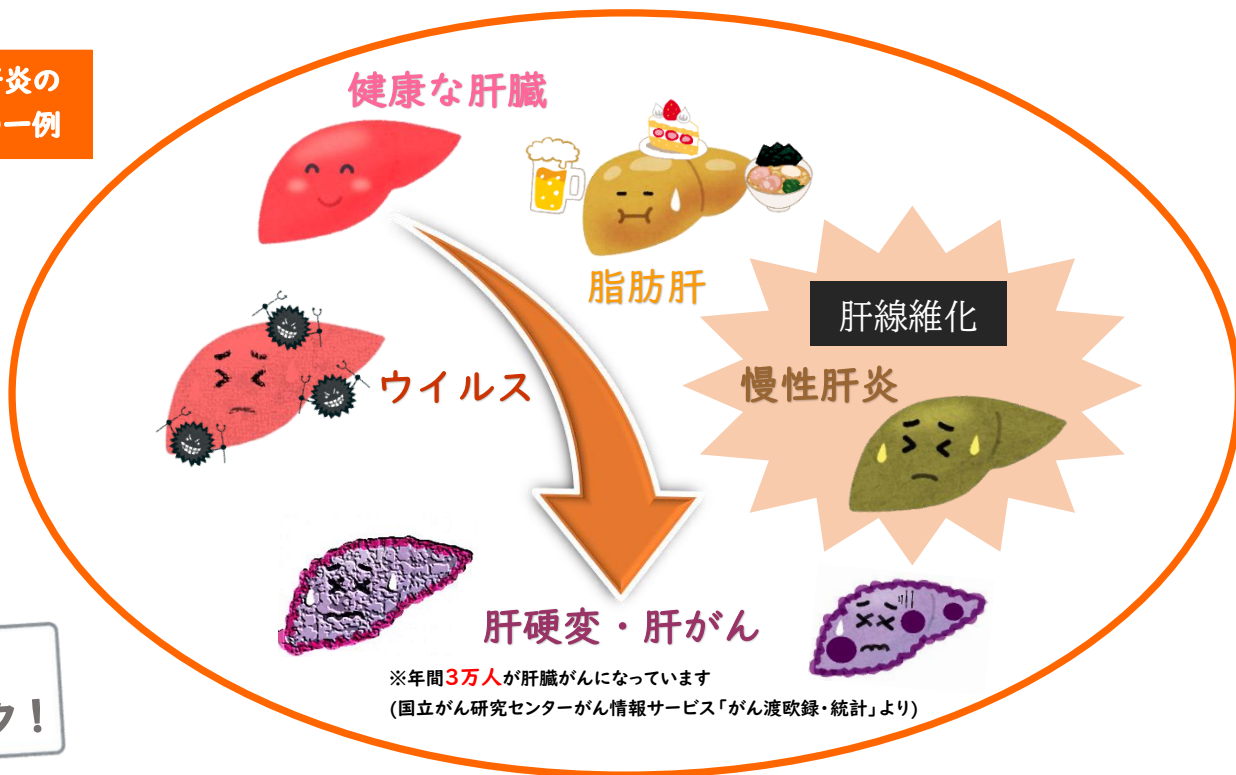 炎の
一例
健康な肝臓
脂肪肝
肝線維化
慢性肝炎
ウイルス
肝硬変・肝がん
※年間3万人が肝臓がんになっています
(国立がん研究センターがん情報サービス「がん渡欧録・統計」より)
ク！